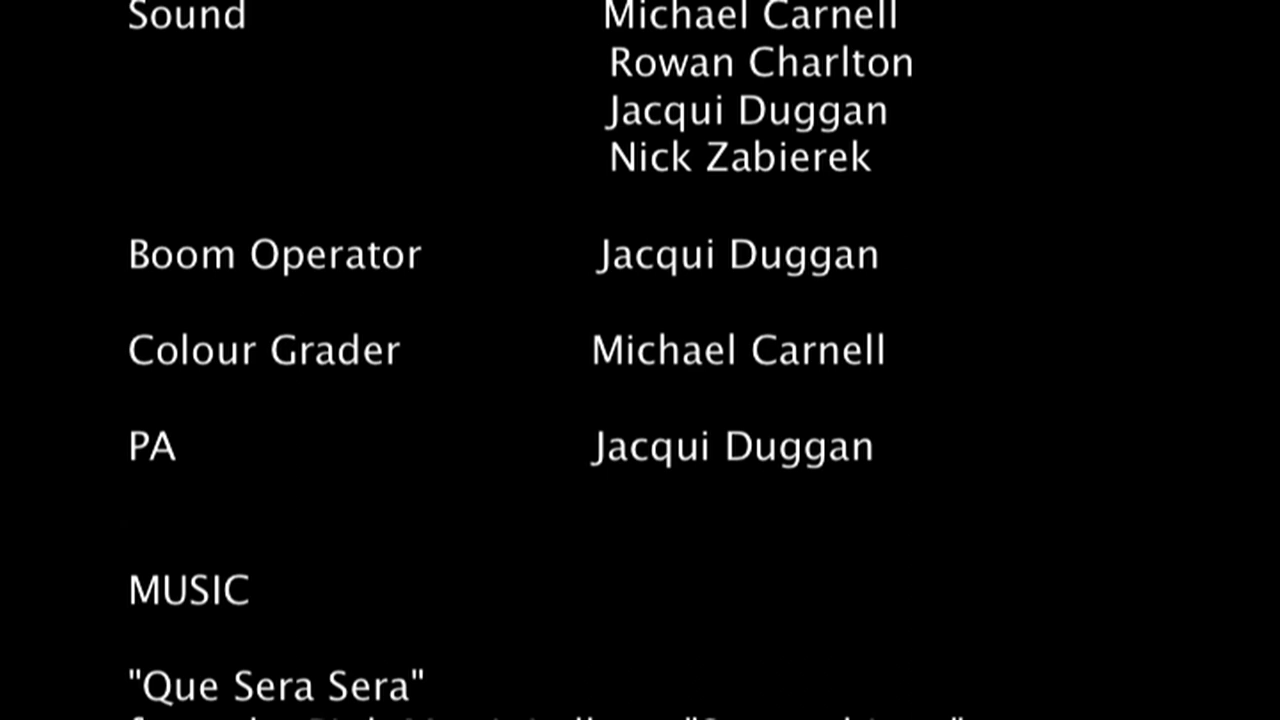 Sound Michael Carnell
Rowan Charlton
Jacqui Duggan
Nick Zabierek
Boom Operator Jacqui Duggan
Colour Grader Michael Carnell
PA Jacqui Duggan
MUSIC
"Que Sera Sera"